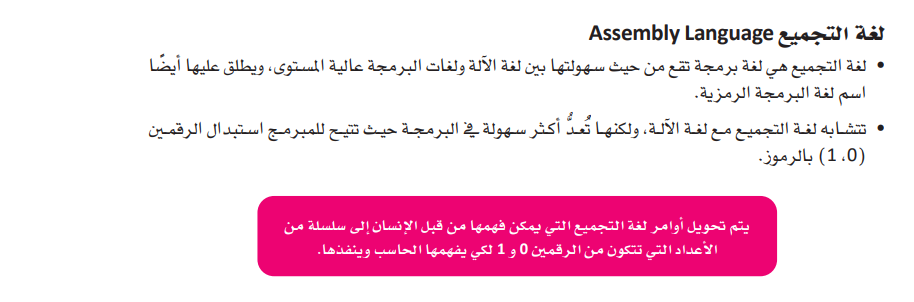 لغة التجميع Assembly Language
• لغة التجميع هي لغة برمجة تقع من حيث سهولتها بين لغة الآلة ولغات البرمجة عالية المستوى، ويطلق عليها أيضًا
اسم لغة البرمجة الرمزية.
• تتشابه لغة التجميع مع لغة الآلة، ولكنها تُعدُّ أكثر سهولة في البرمجة حيث تتيح للمبرمج استبدال الرقمين
(0، 1) بالرموز.
يتم تحويل أوامر لغة التجميع التي يمكن فهمها من قبل الإنسان إلى سلسلة من
الأعداد التي تتكون من الرقمين 0 و 1 لكي يفهمها الحاسب وينفذها.